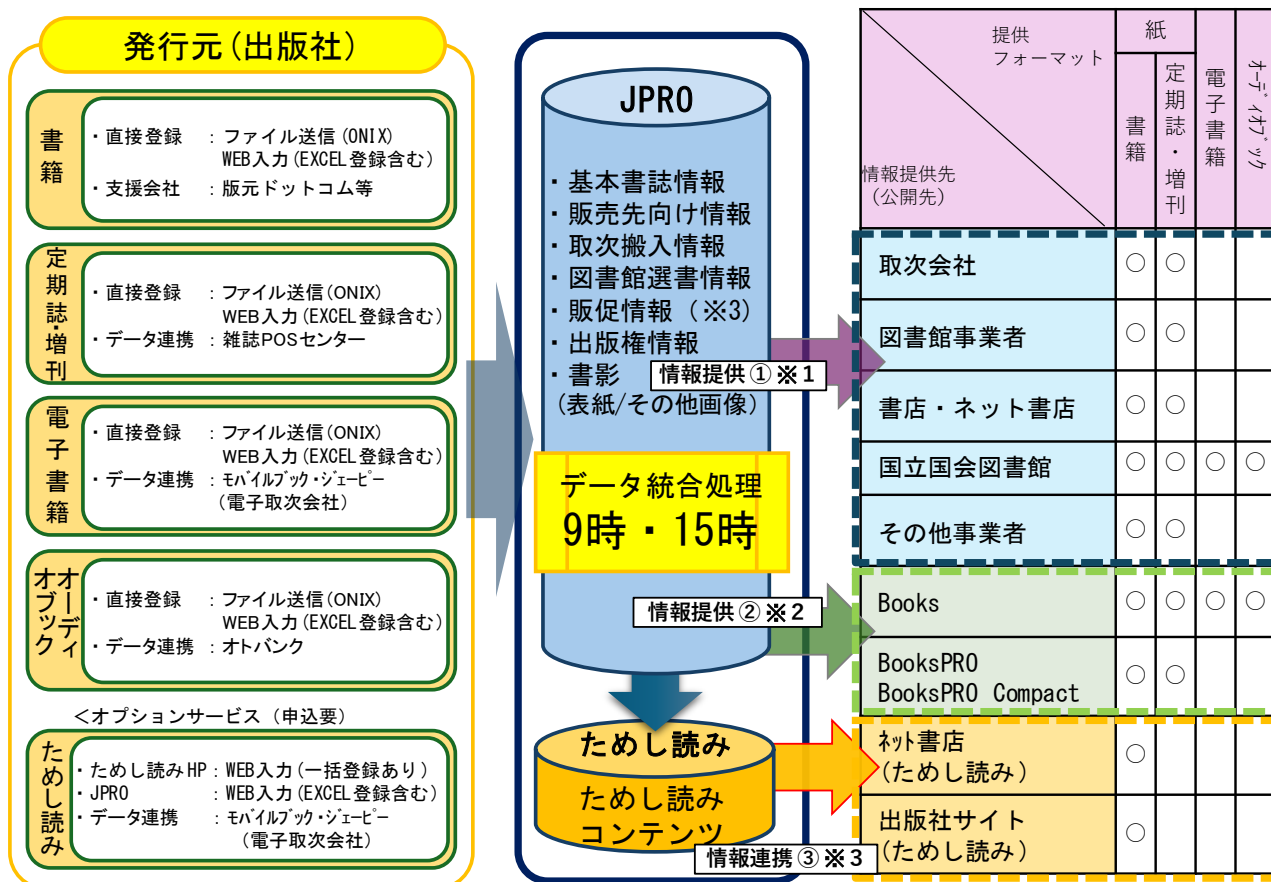 発行元(出版社)
書籍
・直接登録 :ファイル送信(ONIX)
WEB入力(EXCEL登録含む)
・支援会社 :版元ドットコム等
定期誌・増刊
・直接登録 :ファイル送信(ONIX)
WEB入力(EXCEL登録含む)
・データ連携 :雑誌POSセンター
電子書籍
・直接登録 :ファイル送信(ONIX)
WEB入力(EXCEL登録含む)
・データ連携 :モバイルブック・ジェーピー
(電子取次会社)
オーディオブック
・直接登録 :ファイル送信(ONIX)
WEB入力(EXCEL登録含む)
・データ連携 :オトバンク
<オプションサービス(申込要)
ためし読み
・ためし読みHP:WEB入力(一括登録あり)
・JPRO :WEB入力(EXCEL登録含む)
・データ連携 :モバイルブック・ジェーピー
(電子取次会社)
JPRO
・基本書誌情報
・販売先向け情報
・取次搬入情報
・図書館選書情報
・販促情報(※3)
・出版権情報
・書影
(表紙/その他画像)
情報提供①※1
データ統合処理
9時・15時
情報提供②※2
ためし読み
ためし読み
コンテンツ
情報連携③※3
提供
フォーマット
情報提供先
(公開先)
紙
書籍
定期誌・増刊
電子書籍
オーディオブック
取次会社 ○ ○
図書館事業者 ○ ○
書店・ネット書店 ○ ○
国立国会図書館 ○ ○ ○ ○
その他事業者 ○ ○
Books ○ ○ ○ ○
BooksPRO
BooksPRO Compact ○ ○
ネット書店
(ためし読み) ○
出版社サイト
(ためし読み) ○